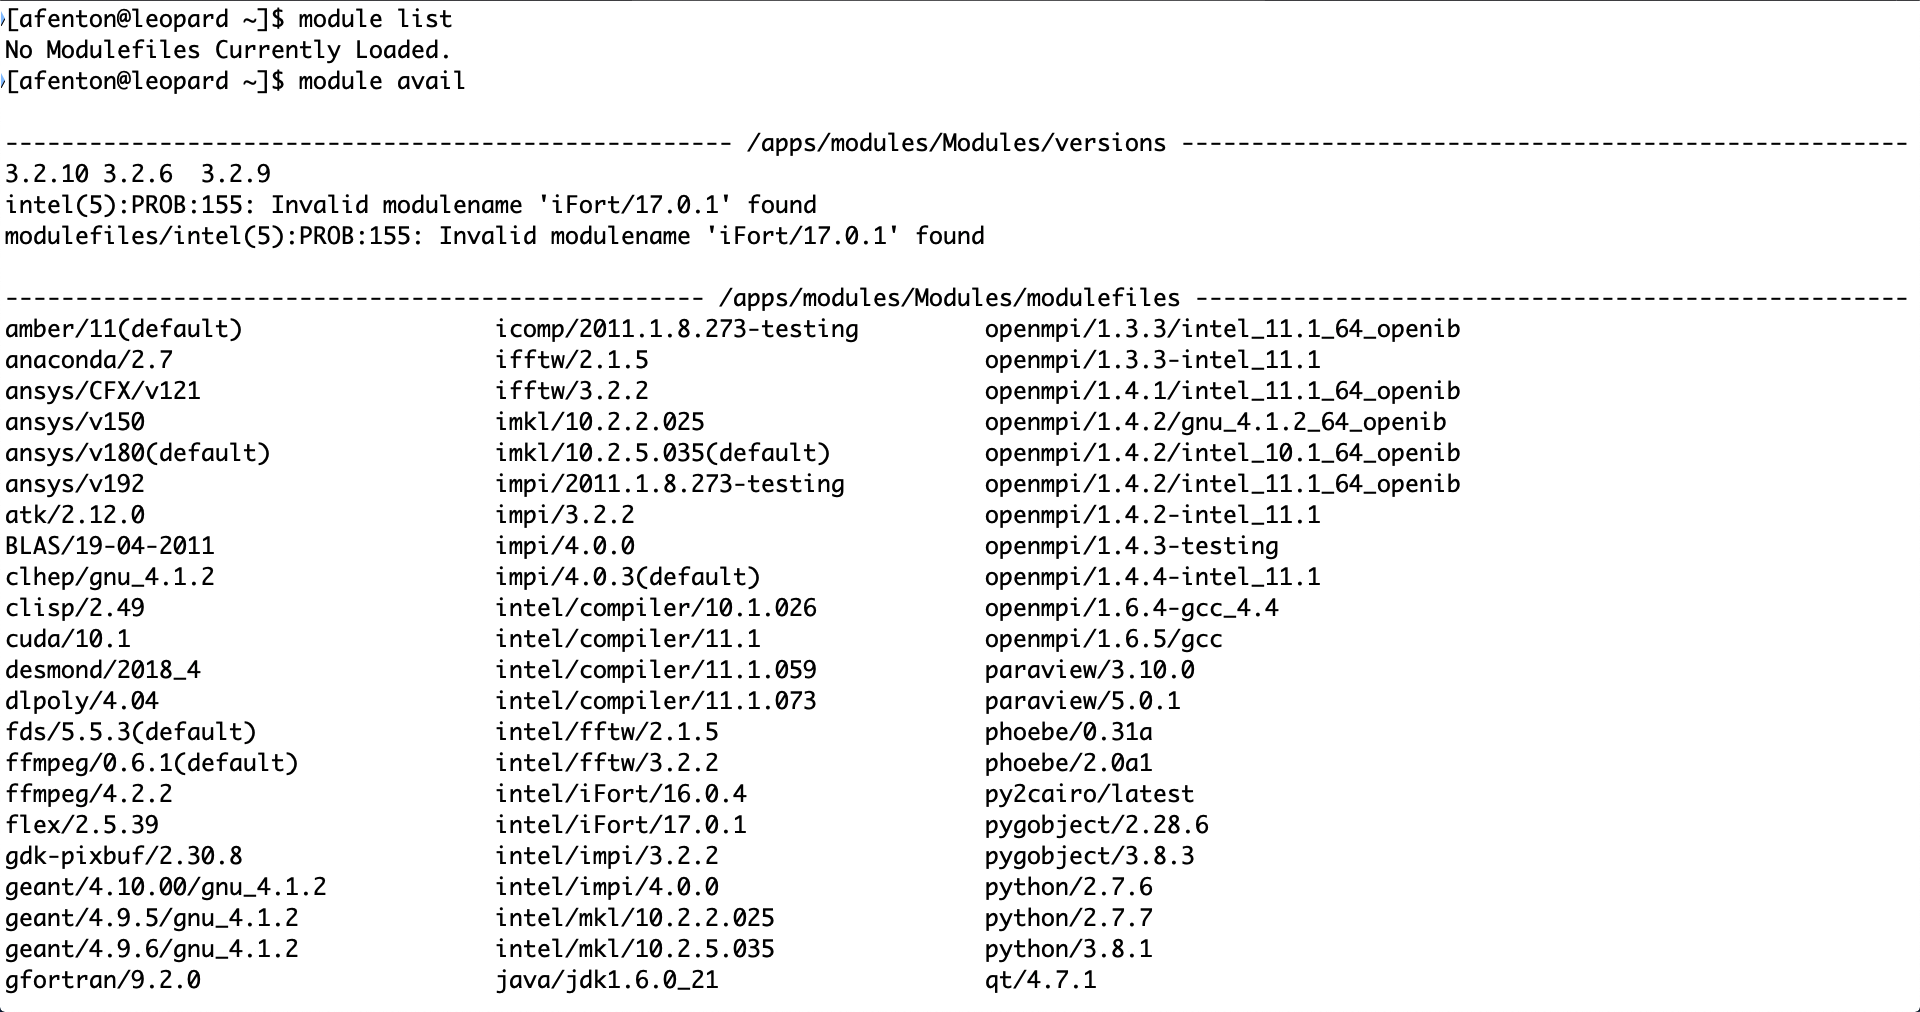 [afenton@leopard ~]$ module list
No Modulefiles Currently Loaded.
[afenton@leopard ~]$ module avail
---------------------------------------------------- /apps/modules/Modules/versions ----------------------------------------------------
3.2.10 3.2.6  3.2.9
intel(5):PROB:155: Invalid modulename 'iFort/17.0.1' found
modulefiles/intel(5):PROB:155: Invalid modulename 'iFort/17.0.1' found
-------------------------------------------------- /apps/modules/Modules/modulefiles ---------------------------------------------------
amber/11(default)                  icomp/2011.1.8.273-testing         openmpi/1.3.3/intel_11.1_64_openib
anaconda/2.7                       ifftw/2.1.5                        openmpi/1.3.3-intel_11.1
ansys/CFX/v121                     ifftw/3.2.2                        openmpi/1.4.1/intel_11.1_64_openib
ansys/v150                         imkl/10.2.2.025                    openmpi/1.4.2/gnu_4.1.2_64_openib
ansys/v180(default)                imkl/10.2.5.035(default)           openmpi/1.4.2/intel_10.1_64_openib
ansys/v192                         impi/2011.1.8.273-testing          openmpi/1.4.2/intel_11.1_64_openib
atk/2.12.0                         impi/3.2.2                         openmpi/1.4.2-intel_11.1
BLAS/19-04-2011                    impi/4.0.0                         openmpi/1.4.3-testing
clhep/gnu_4.1.2                    impi/4.0.3(default)                openmpi/1.4.4-intel_11.1
clisp/2.49                         intel/compiler/10.1.026            openmpi/1.6.4-gcc_4.4
cuda/10.1                          intel/compiler/11.1                openmpi/1.6.5/gcc
desmond/2018_4                     intel/compiler/11.1.059            paraview/3.10.0
dlpoly/4.04                        intel/compiler/11.1.073            paraview/5.0.1
fds/5.5.3(default)                 intel/fftw/2.1.5                   phoebe/0.31a
ffmpeg/0.6.1(default)              intel/fftw/3.2.2                   phoebe/2.0a1
ffmpeg/4.2.2                       intel/iFort/16.0.4                 py2cairo/latest
flex/2.5.39                        intel/iFort/17.0.1                 pygobject/2.28.6
gdk-pixbuf/2.30.8                  intel/impi/3.2.2                   pygobject/3.8.3
geant/4.10.00/gnu_4.1.2            intel/impi/4.0.0                   python/2.7.6
geant/4.9.5/gnu_4.1.2              intel/mkl/10.2.2.025               python/2.7.7
geant/4.9.6/gnu_4.1.2              intel/mkl/10.2.5.035               python/3.8.1
gfortran/9.2.0                     java/jdk1.6.0_21                   qt/4.7.1